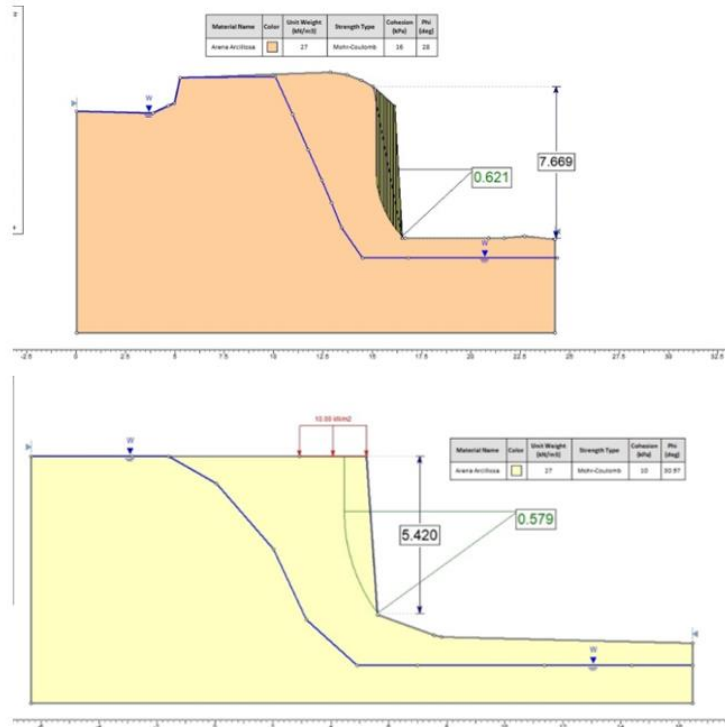 Material Name Color Unit Weight (kN/m3) Strength Type Cohesion (kPa) Phi (deg)
Arena Arcillosa 27 Mohr-Coulomb 16 28
W
0.621
7.669
W
-2.5 0 2.5 5 7.5 10 12.5 15 17.5 20 22.5 25 27.5 30 32.5
10.00 kN/m2
W
Material Name Color Unit Weight (kN/m3) Strength Type Cohesion (kPa) Phi (deg)
Arena Arcillosa 27 Mohr-Coulomb 10 30.97
0.579
5.420
W